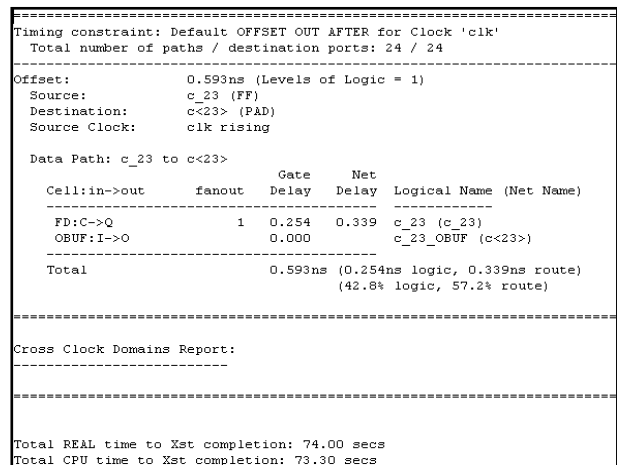 =========================================================================
Timing constraint: Default OFFSET OUT AFTER for Clock 'clk'
  Total number of paths / destination ports: 24 / 24
-------------------------------------------------------------------------
Offset:              0.593ns (Levels of Logic = 1)
  Source:            c_23 (FF)
  Destination:       c<23> (PAD)
  Source Clock:      clk rising

  Data Path: c_23 to c<23>
                                Gate     Net
    Cell:in->out      fanout   Delay   Delay  Logical Name (Net Name)
    ----------------------------------------  ------------
     FD:C->Q               1   0.254   0.339  c_23 (c_23)
     OBUF:I->O                 0.000          c_23_OBUF (c<23>)
    ----------------------------------------
    Total                      0.593ns (0.254ns logic, 0.339ns route)
                                       (42.8% logic, 57.2% route)

=========================================================================

Cross Clock Domains Report:
--------------------------

=========================================================================

Total REAL time to Xst completion: 74.00 secs
Total CPU time to Xst completion: 73.30 secs